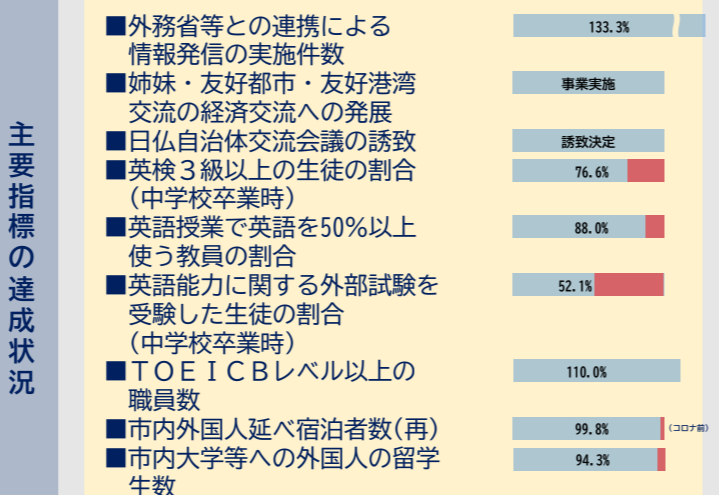 主要指標の達成状況
■外務省等との連携による
情報発信の実施件数
133.3%
■姉妹・友好都市・友好港湾
交流の経済交流への発展
事業実施
■日仏自治体交流会議の誘致
誘致決定
■英検３級以上の生徒の割合
(中学校卒業時)
76.6%
■英語授業で英語を50%以上
使う教員の割合
88.0%
■英語能力に関する外部試験を
受験した生徒の割合
(中学校卒業時)
52.1%
■ＴＯＥＩＣＢレベル以上の
職員数
110.0%
■市内外国人延べ宿泊者数(再)
99.8%
(コロナ前)
■市内大学等への外国人の留学
生数
94.3%